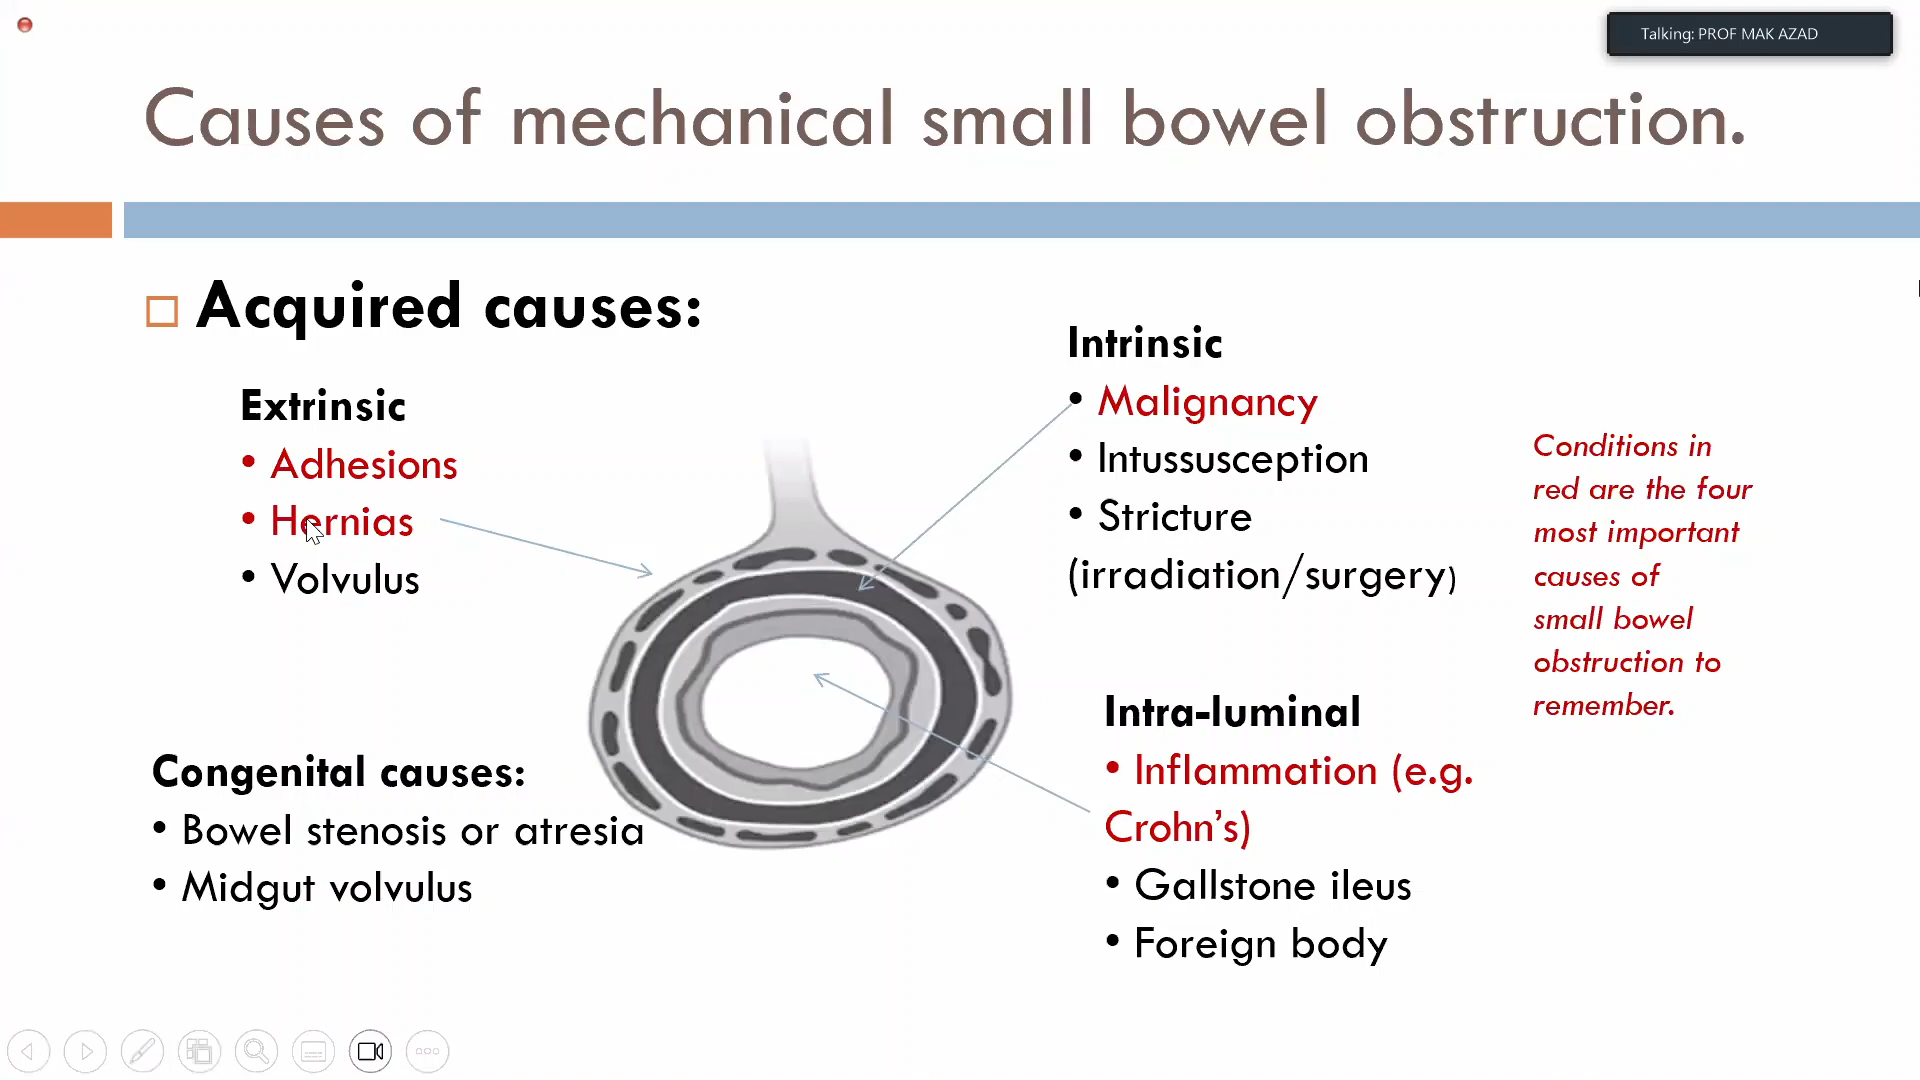 Talking: PROF MAK AZAD
Causes of mechanical small bowel obstruction.
Acquired causes:
Extrinsic
• Adhesions
• Hernias
• Volvulus
Intrinsic
• Malignancy
• Intussusception
• Stricture
(irradiation/surgery)
Conditions in
red are the four
most important
causes of
small bowel
obstruction to
remember.
Congenital causes:
• Bowel stenosis or atresia
• Midgut volvulus
Intra-luminal
• Inflammation (e.g.
Crohn's)
• Gallstone ileus
• Foreign body